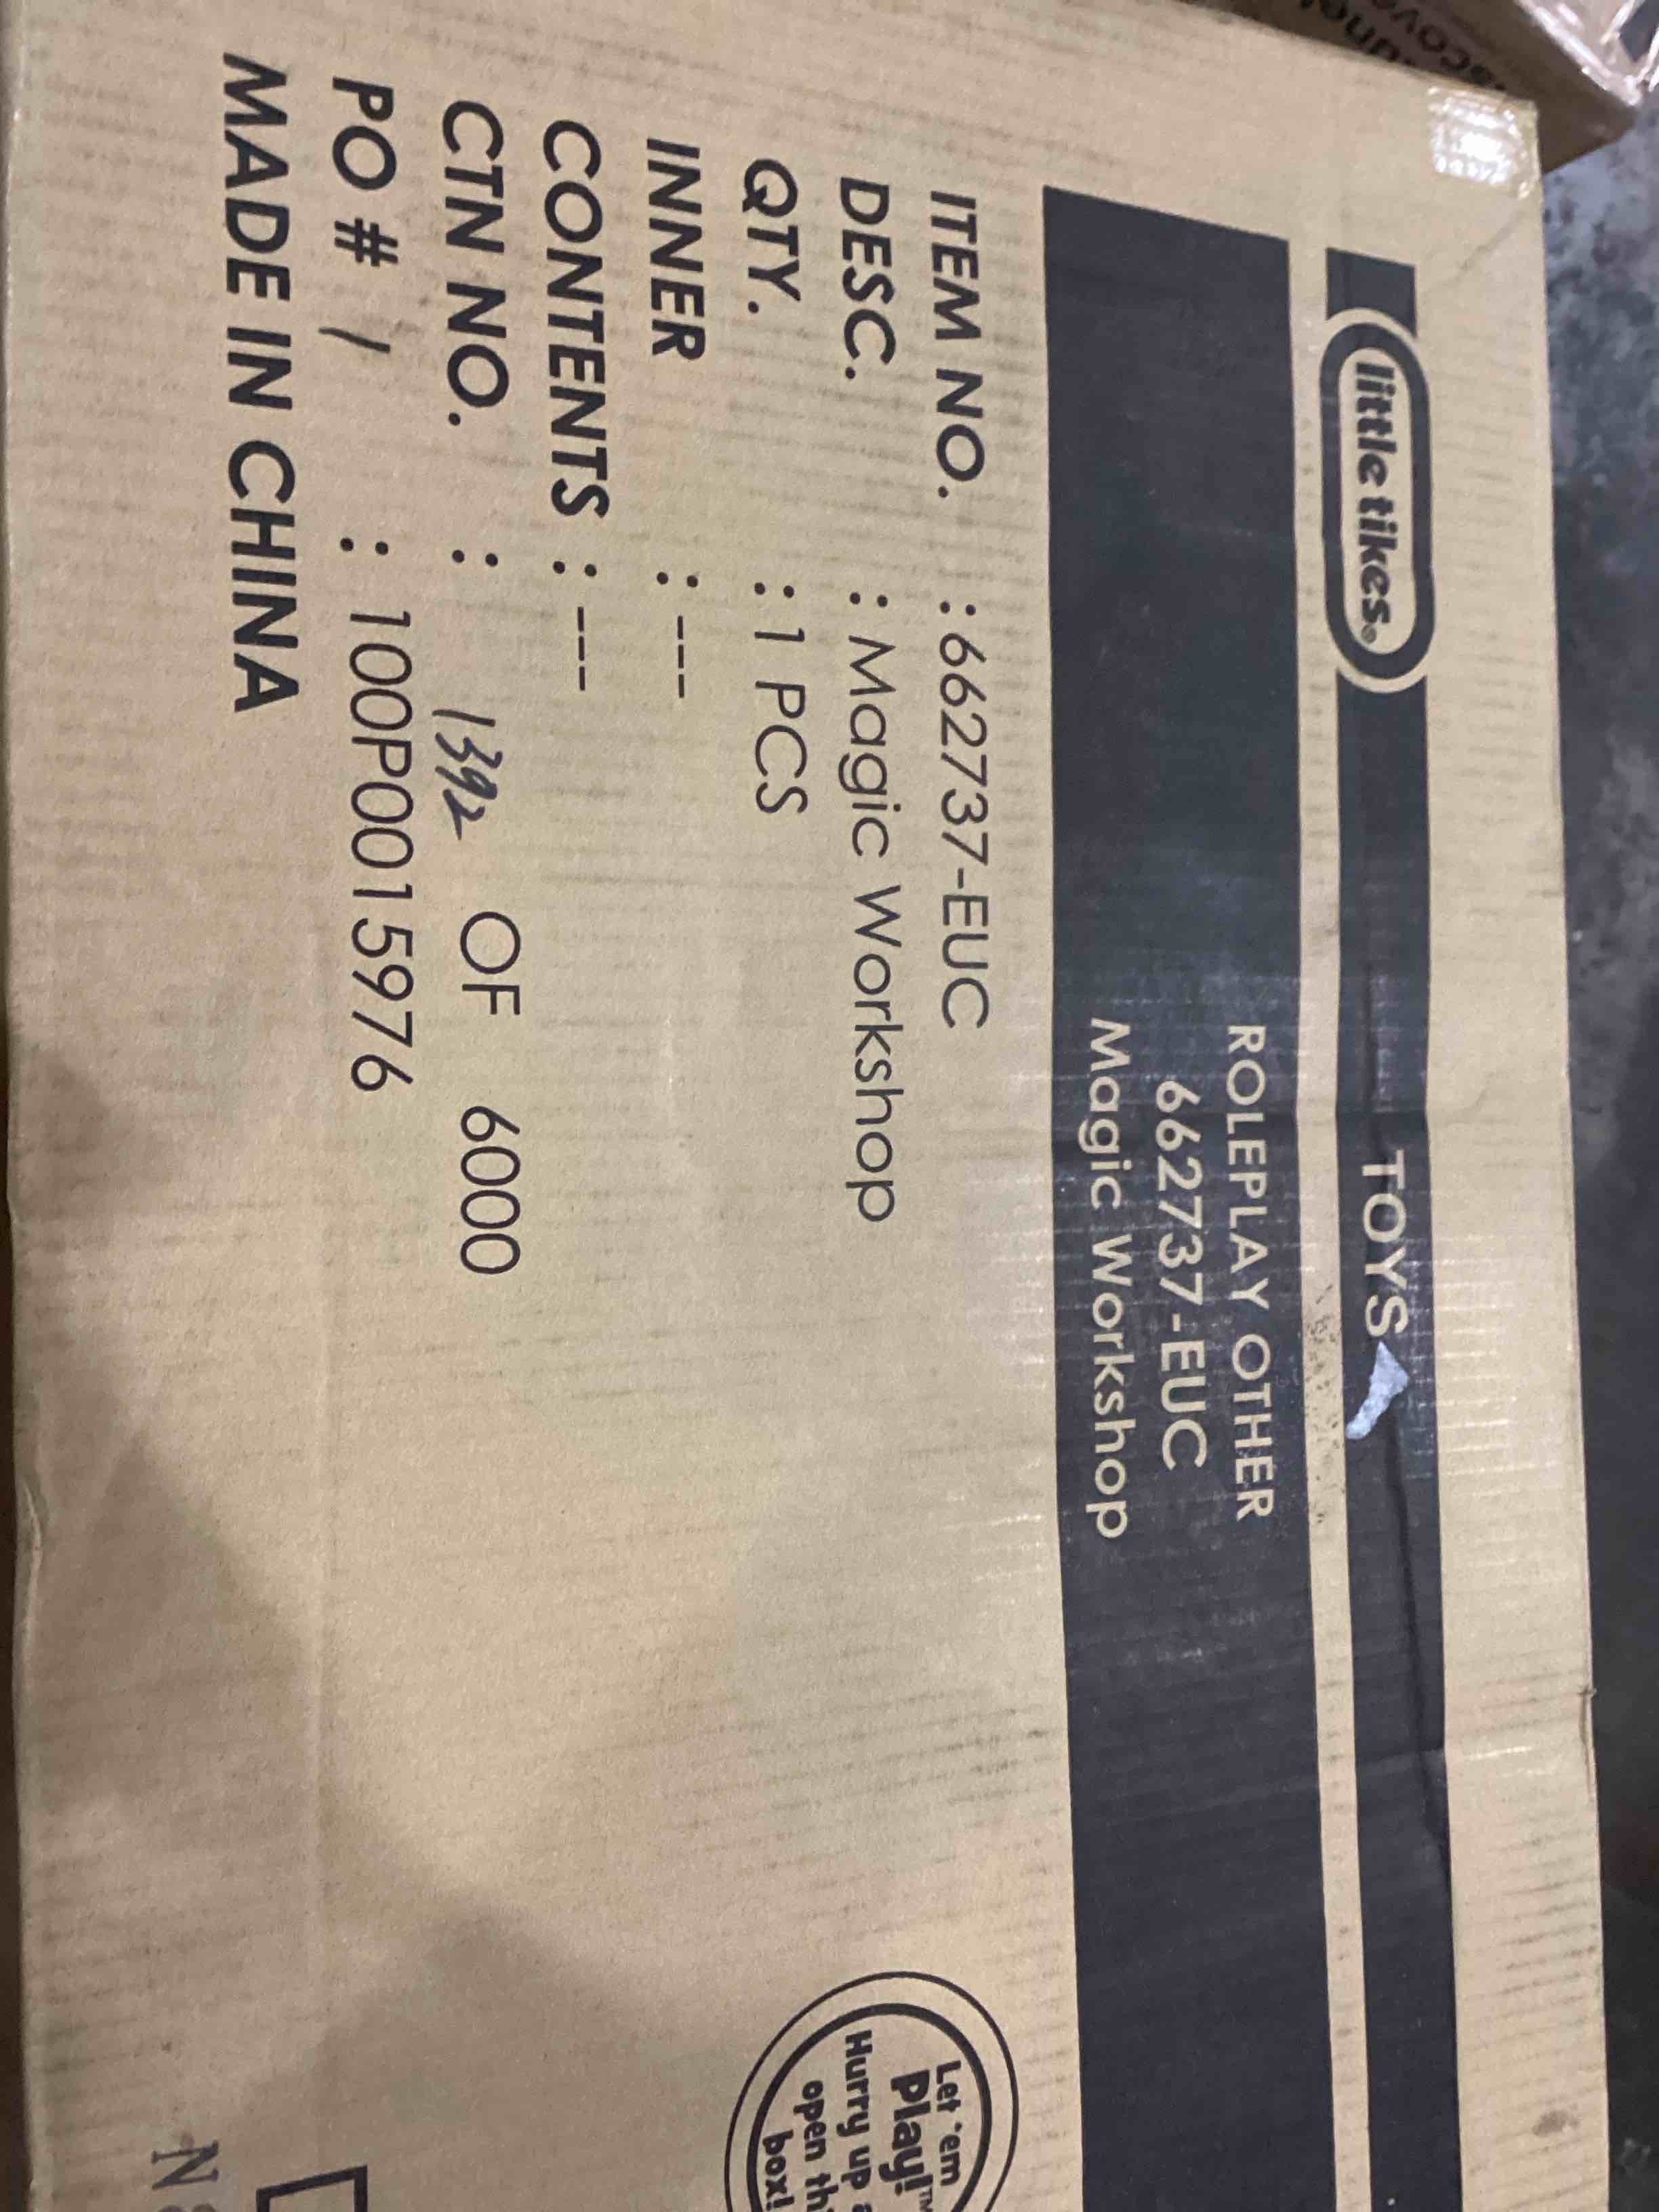 little tikes®
TOYS
ROLEPLAY OTHER
662737-EUC
Magic Workshop
ITEM NO. : 662737-EUC
DESC. : Magic Workshop
QTY. : 1 PCS
INNER : ---
CONTENTS : ---
CTN NO. : 1392 OF 6000
PO # / : 100P0015976
MADE IN CHINA
Let 'em
Play!™
Hurry up
open
box!
N